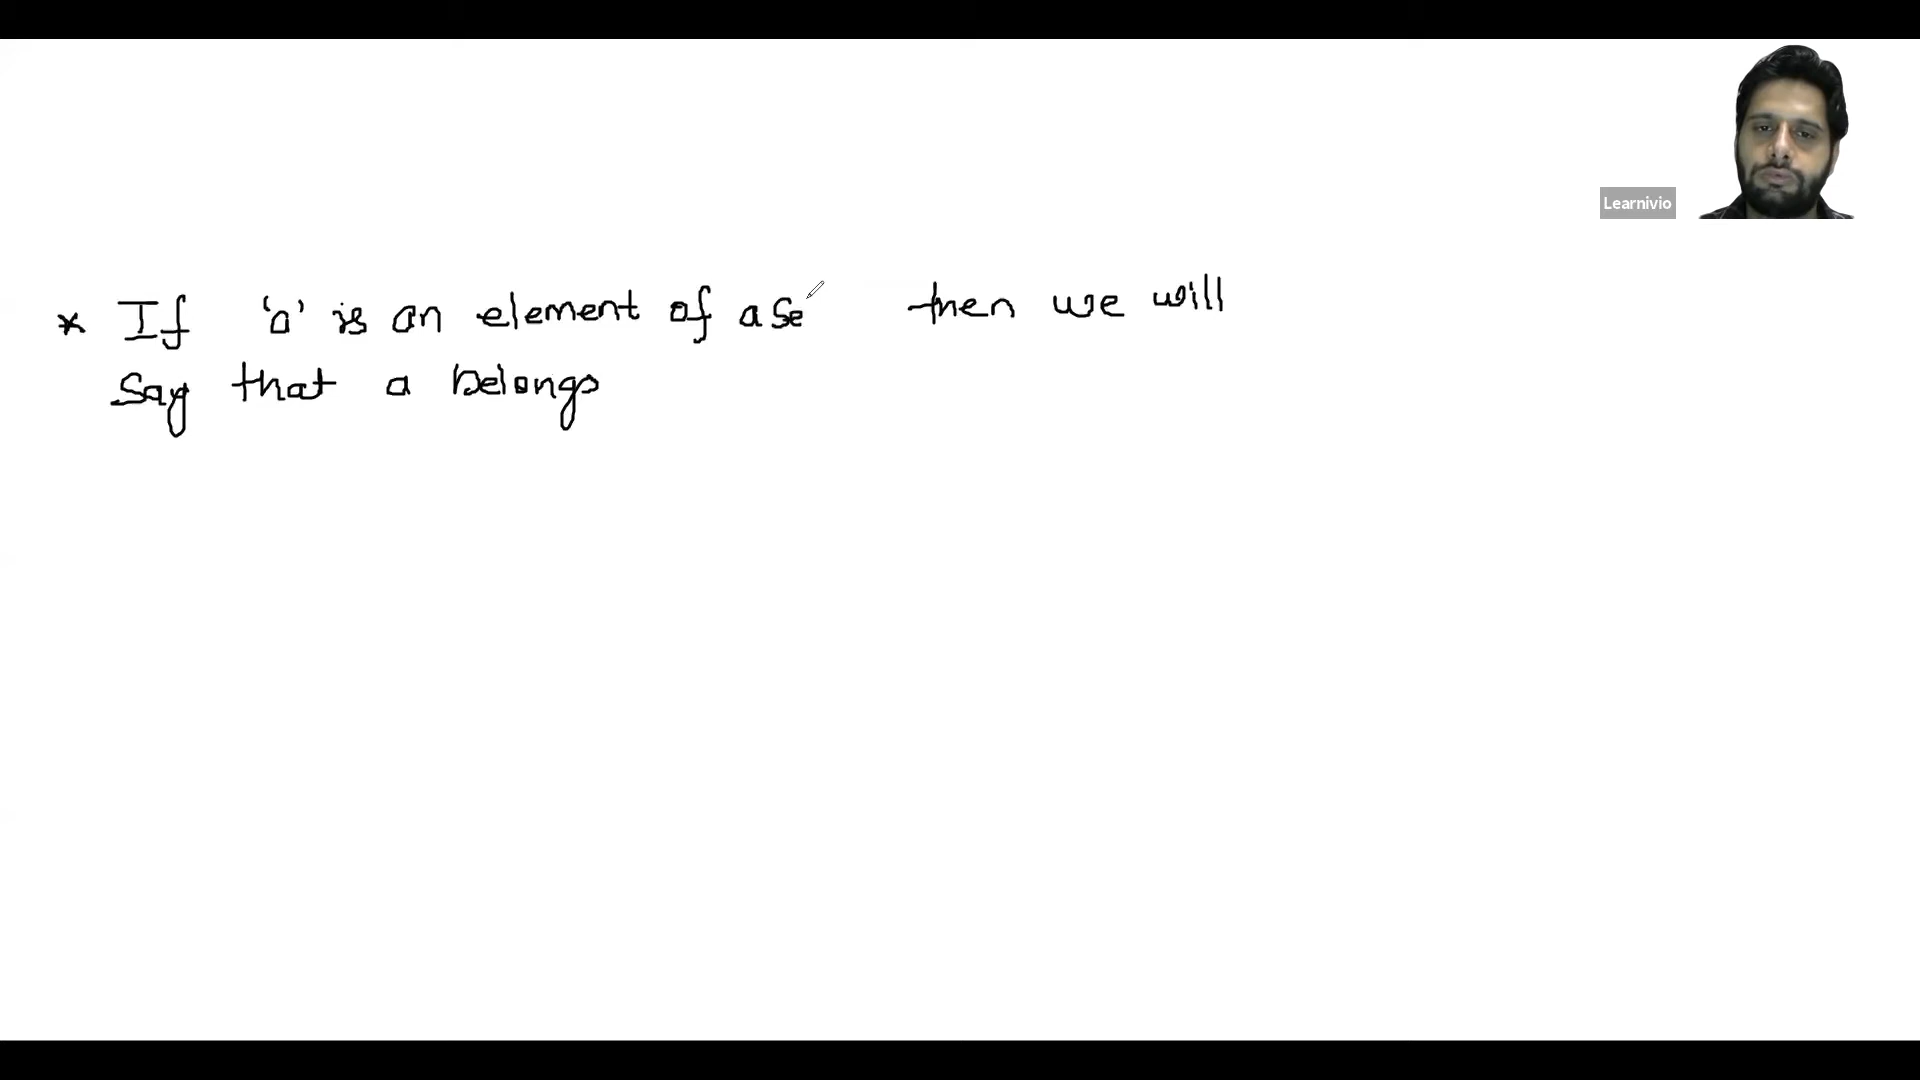 Learnivio
* If 'a' is an element of a Se then we will
Say that a belongs